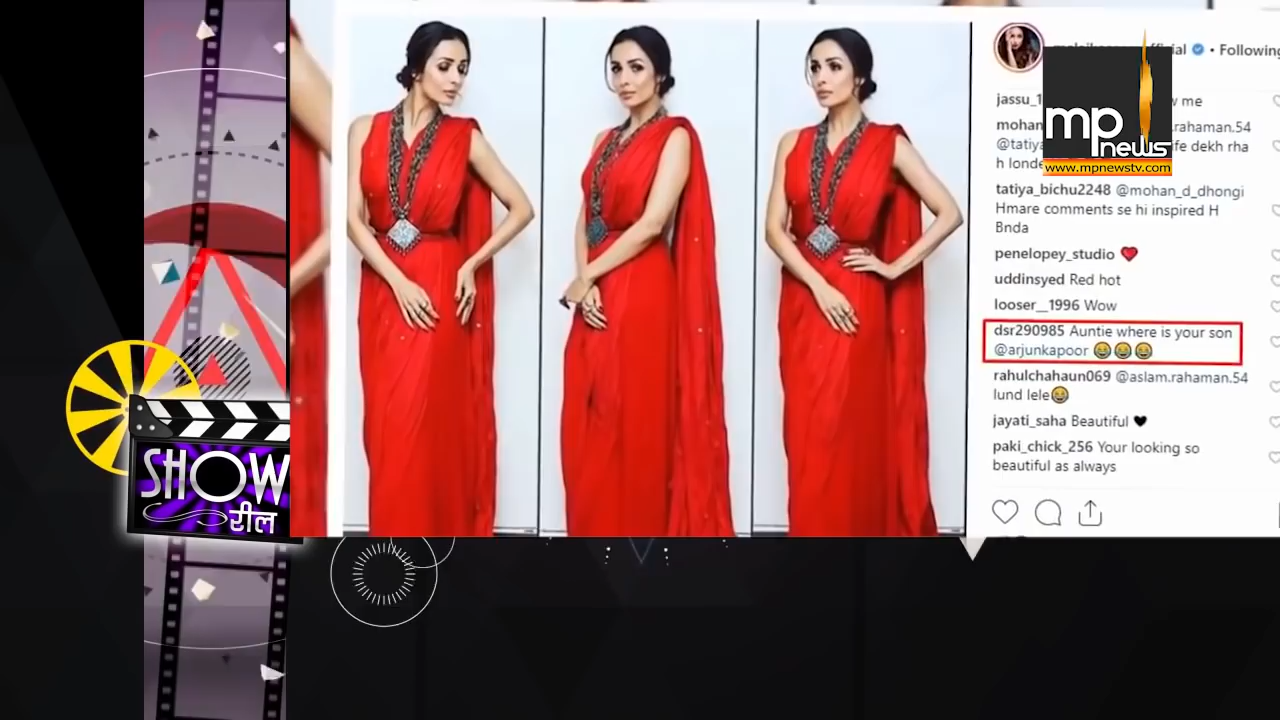 ial • Following
jassu_1 w me
mohan .rahaman.54
@tatiya fe dekh rha
h londe
tatiya_bichu2248 @mohan_d_dhongi
Hmare comments se hi inspired H
Bnda
penelopey_studio ❤
uddinsyed Red hot
looser__1996 Wow
dsr290985 Auntie where is your son
@arjunkapoor 😂😂😂
rahulchahaun069 @aslam.rahaman.54
lund lele😂
jayati_saha Beautiful 🖤
paki_chick_256 Your looking so
beautiful as always
mp
news
www.mpnewstv.com
SHOW
रील